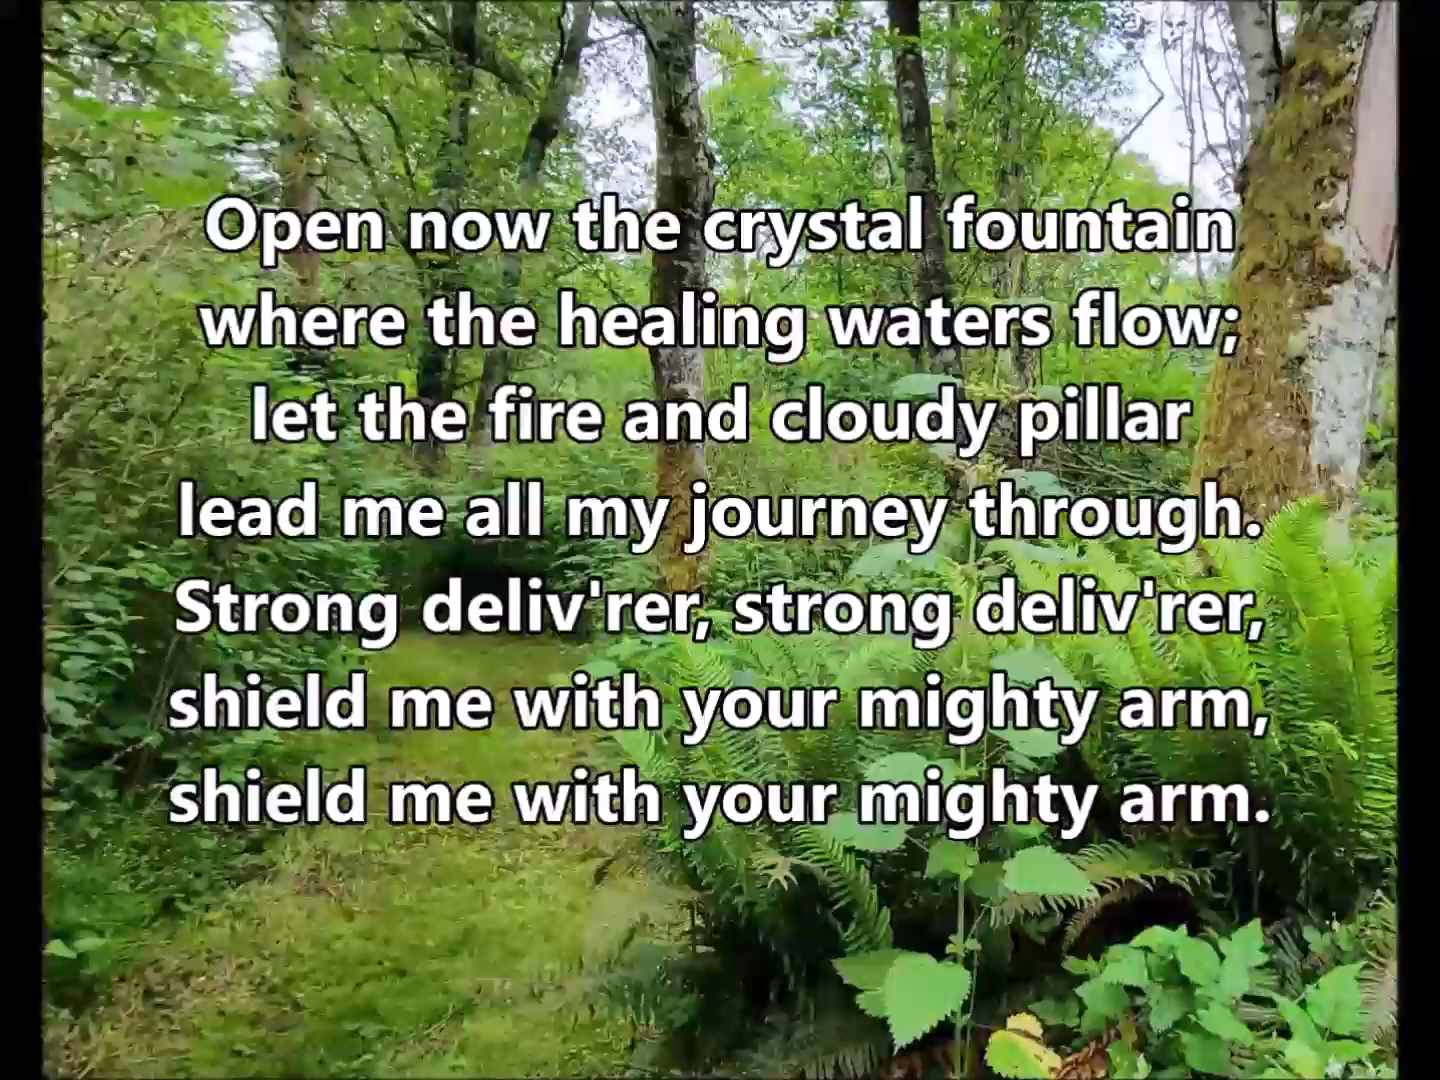 Open now the crystal fountain
where the healing waters flow;
let the fire and cloudy pillar
lead me all my journey through.
Strong deliv'rer, strong deliv'rer,
shield me with your mighty arm,
shield me with your mighty arm.